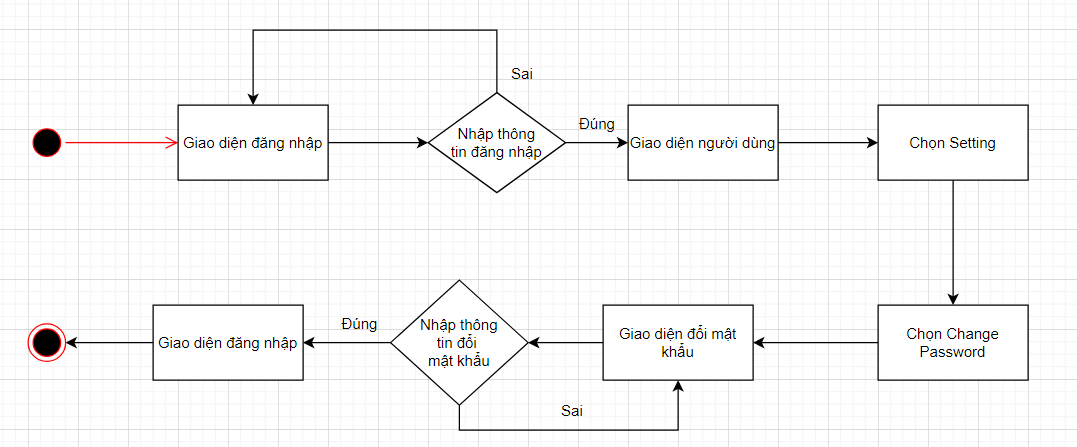 Sai
Giao diện đăng nhập
Nhập thông
tin đăng nhập
Đúng
Giao diện người dùng
Chọn Setting
Giao diện đăng nhập
Đúng
Nhập thông
tin đổi
mật khẩu
Giao diện đổi mật
khẩu
Chọn Change
Password
Sai